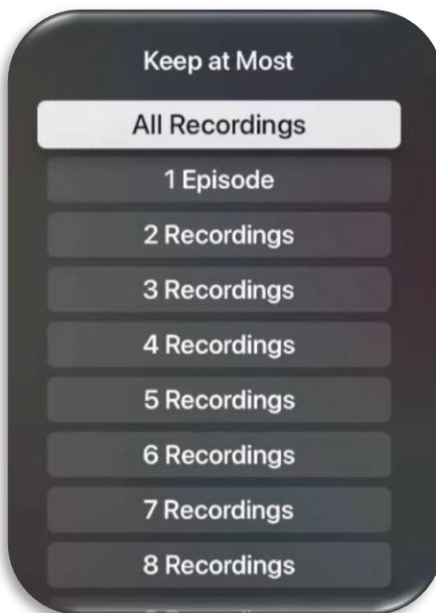 Keep at Most
All Recordings
1 Episode
2 Recordings
3 Recordings
4 Recordings
5 Recordings
6 Recordings
7 Recordings
8 Recordings